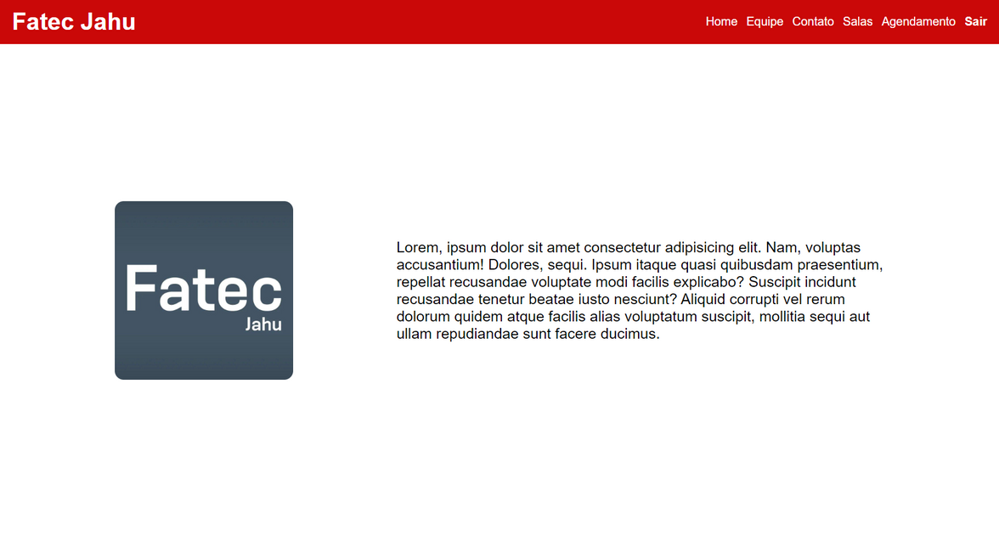 Fatec Jahu
Home Equipe Contato Salas Agendamento Sair
Fatec
Jahu
Lorem, ipsum dolor sit amet consectetur adipisicing elit. Nam, voluptas
accusantium! Dolores, sequi. Ipsum itaque quasi quibusdam praesentium,
repellat recusandae voluptate modi facilis explicabo? Suscipit incidunt
recusandae tenetur beatae iusto nesciunt? Aliquid corrupti vel rerum
dolorum quidem atque facilis alias voluptatum suscipit, mollitia sequi aut
ullam repudiandae sunt facere ducimus.